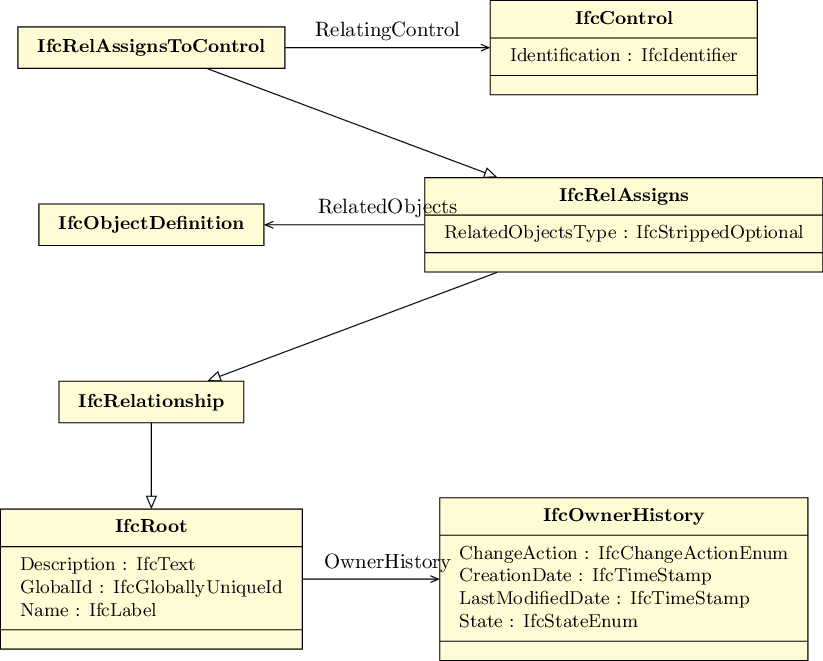 IfcRelAssignsToControl
RelatingControl
IfcControl
Identification : IfcIdentifier
IfcObjectDefinition
RelatedObjects
IfcRelAssigns
RelatedObjectsType : IfcStrippedOptional
IfcRelationship
IfcRoot
Description : IfcText
GlobalId : IfcGloballyUniqueId
Name : IfcLabel
OwnerHistory
IfcOwnerHistory
ChangeAction : IfcChangeActionEnum
CreationDate : IfcTimeStamp
LastModifiedDate : IfcTimeStamp
State : IfcStateEnum